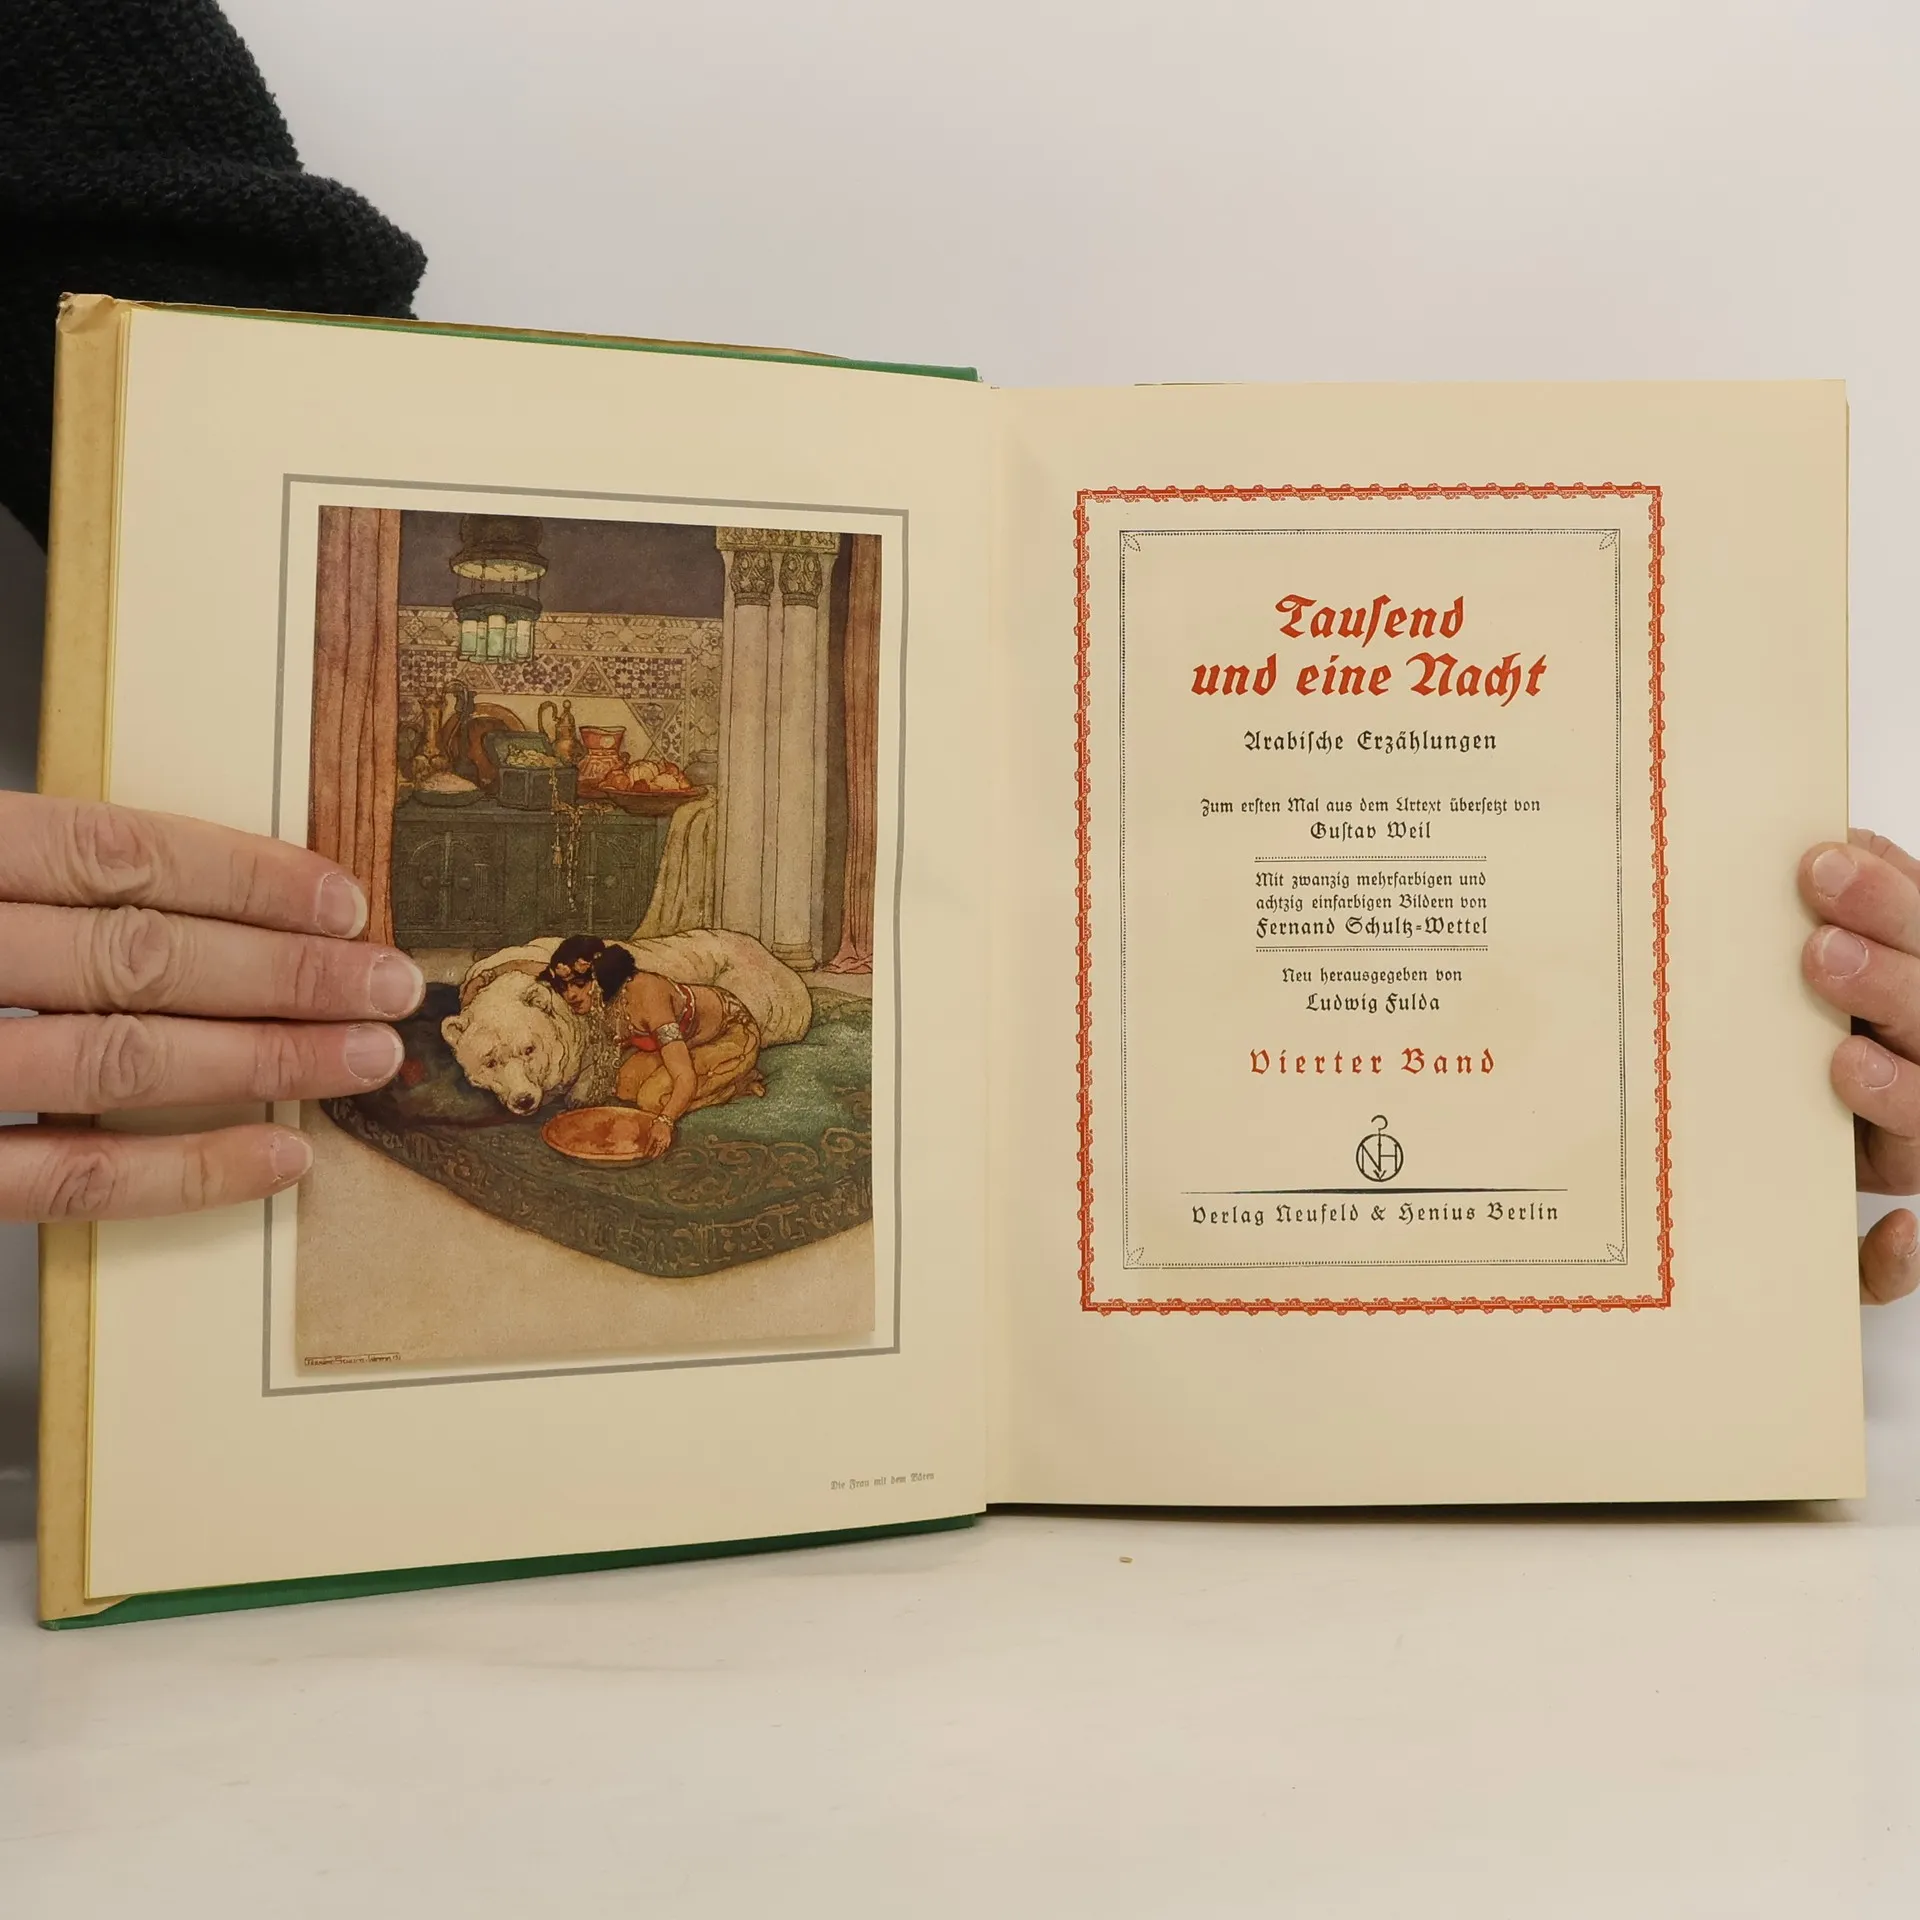 Die Frau mit dem Bären
Tausend
und eine Nacht
Arabische Erzählungen
Zum ersten Mal aus dem Urtext übersetzt von
Gustav Weil
Mit zwanzig mehrfarbigen und
achtzig einfarbigen Bildern von
Fernand Schultz-Wettel
Neu herausgegeben von
Ludwig Fulda
Vierter Band
NH
Verlag Neufeld & Henius Berlin